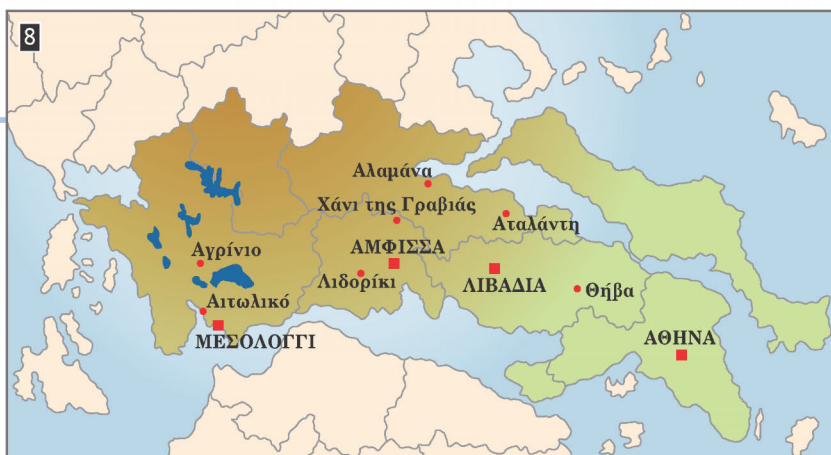 8
Αλαμάνα
Χάνι της Γραβιάς
Αταλάντη
Αγρίνιο
ΑΜΦΙΣΣΑ
Λιδορίκι
ΛΙΒΑΔΙΑ
Θήβα
Αιτωλικό
ΜΕΣΟΛΟΓΓΙ
ΑΘΗΝΑ